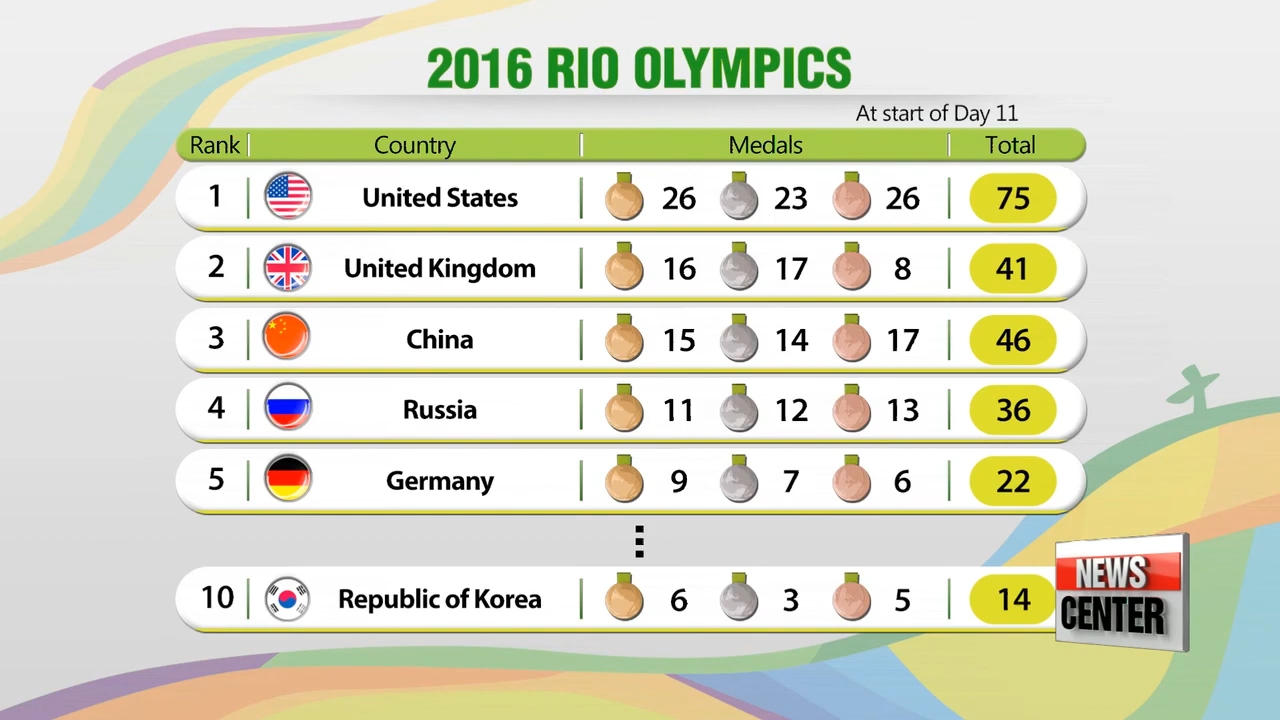 2016 RIO OLYMPICS
At start of Day 11
Rank Country Medals Total
1 United States 26 23 26 75
2 United Kingdom 16 17 8 41
3 China 15 14 17 46
4 Russia 11 12 13 36
5 Germany 9 7 6 22
10 Republic of Korea 6 3 5 14
NEWS
CENTER